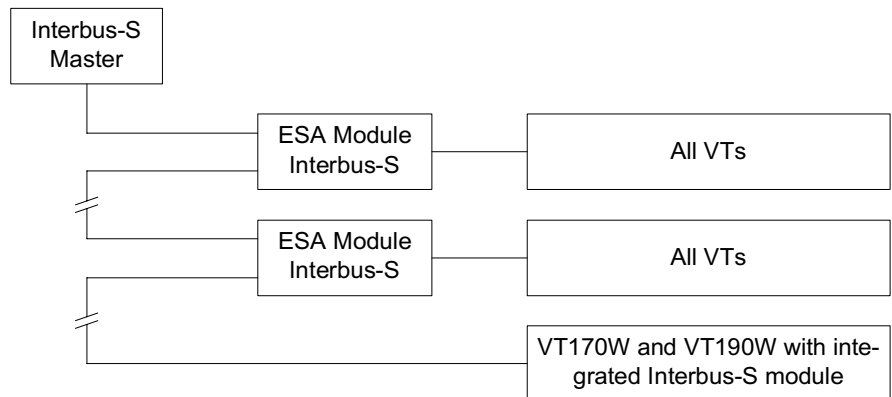 Interbus-S
Master
ESA Module
Interbus-S
All VTs
ESA Module
Interbus-S
All VTs
VT170W and VT190W with inte-
grated Interbus-S module